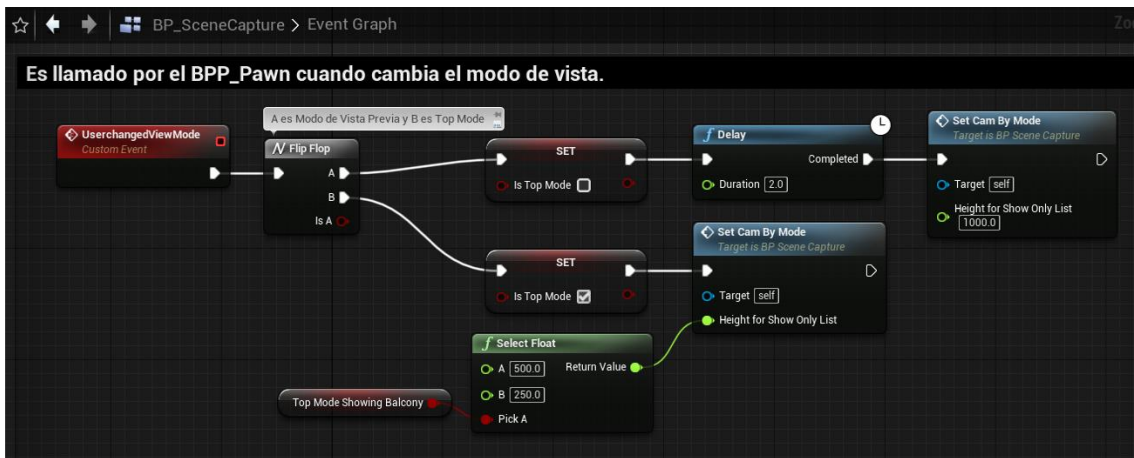 BP_SceneCapture > Event Graph
Es llamado por el BPP_Pawn cuando cambia el modo de vista.
A es Modo de Vista Previa y B es Top Mode
UserchangedViewMode
Custom Event
Flip Flop
A
B
Is A
SET
Is Top Mode
Delay
Completed
Duration 2.0
Set Cam By Mode
Target is BP Scene Capture
Target self
Height for Show Only List
1000.0
SET
Is Top Mode
Set Cam By Mode
Target is BP Scene Capture
Target self
Height for Show Only List
Select Float
A 500.0
Return Value
B 250.0
Pick A
Top Mode Showing Balcony